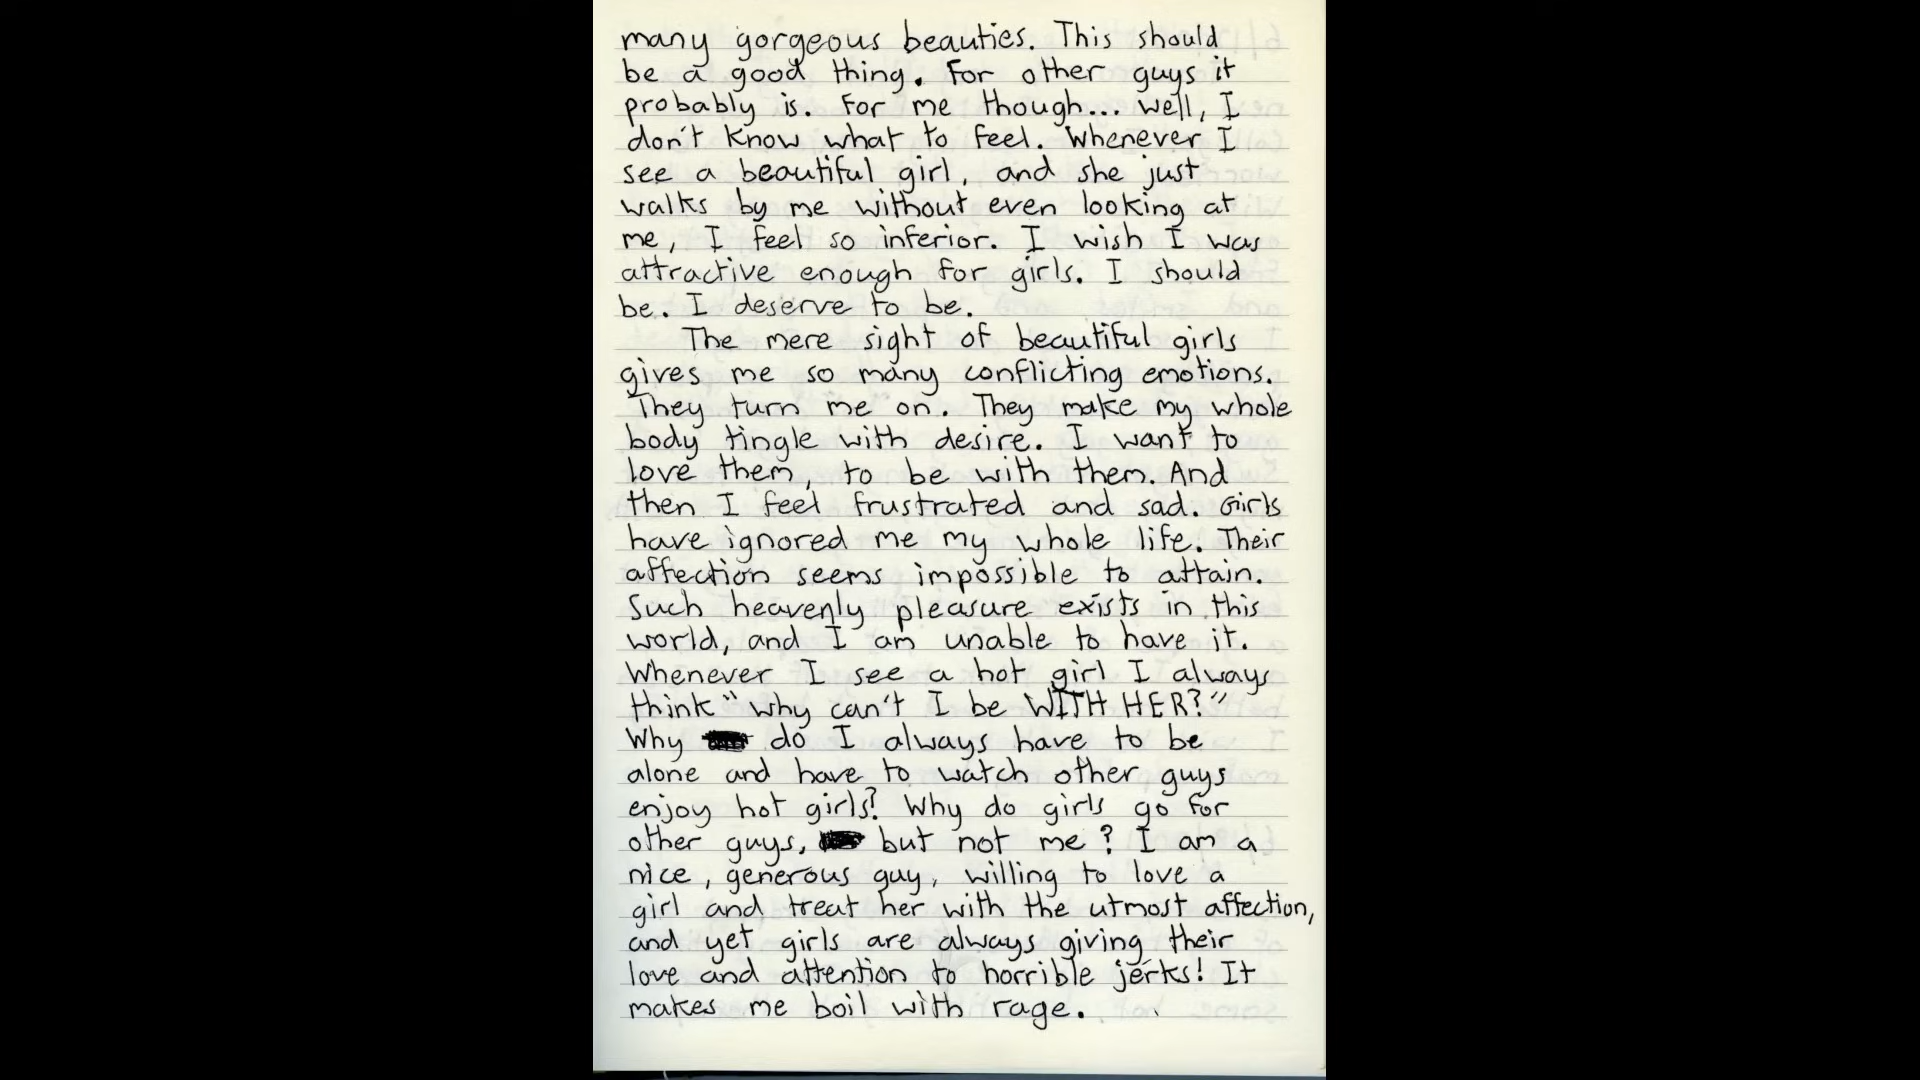 many gorgeous beauties. This should
be a good thing. For other guys it
probably is. For me though... well, I
don't know what to feel. Whenever I
see a beautiful girl, and she just
walks by me without even looking at
me, I feel so inferior. I wish I was
attractive enough for girls. I should
be. I deserve to be.
The mere sight of beautiful girls
gives me so many conflicting emotions.
They turn me on. They make my whole
body tingle with desire. I want to
love them, to be with them. And
then I feel frustrated and sad. Girls
have ignored me my whole life. Their
affection seems impossible to attain.
Such heavenly pleasure exists in this
world, and I am unable to have it.
Whenever I see a hot girl I always
think "why can't I be WITH HER?"
Why do I always have to be
alone and have to watch other guys
enjoy hot girls? Why do girls go for
other guys, but not me? I am a
nice, generous guy, willing to love a
girl and treat her with the utmost affection,
and yet girls are always giving their
love and attention to horrible jerks! It
makes me boil with rage.